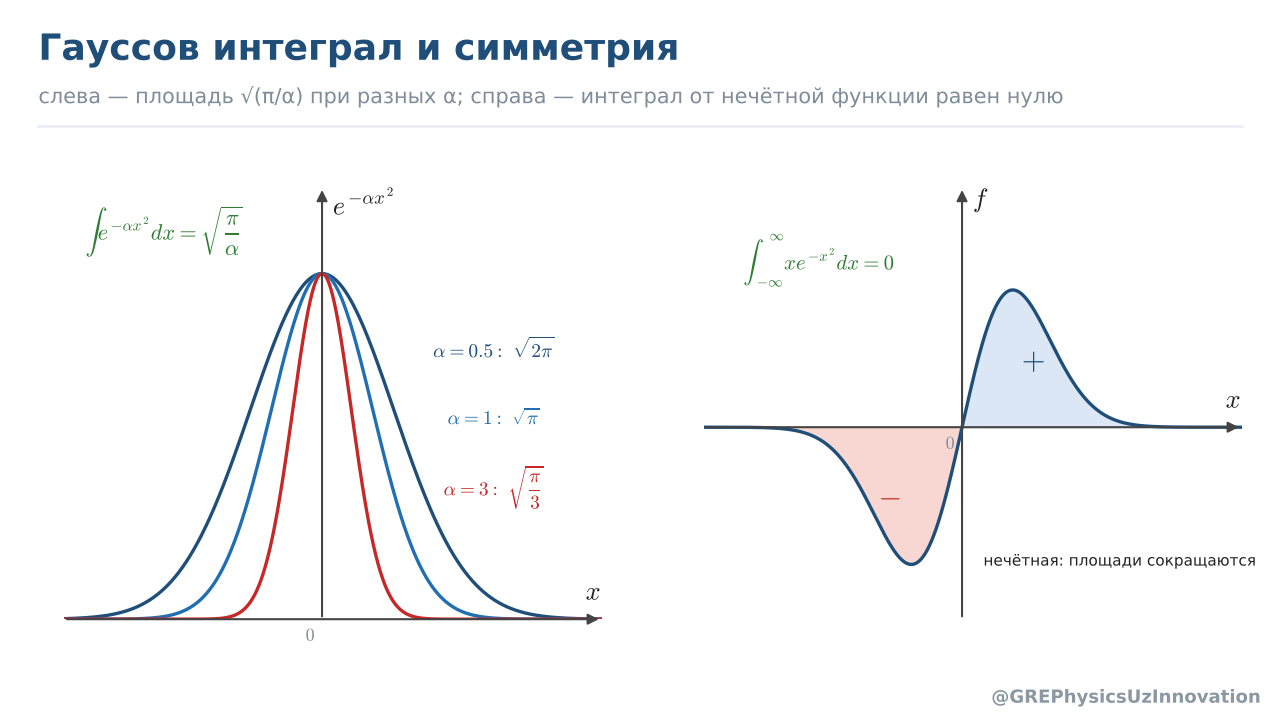 Гауссов интеграл и симметрия
слева — площадь √(π/α) при разных α; справа — интеграл от нечётной функции равен нулю
∫e^{−αx²}dx = √(π/α)
e^{−αx²}
α = 0.5 : √(2π)
α = 1 : √π
α = 3 : √(π/3)
x
0
f
∫_{−∞}^{∞} xe^{−x²}dx = 0
+
x
0
−
нечётная: площади сокращаются
@GREPhysicsUzInnovation